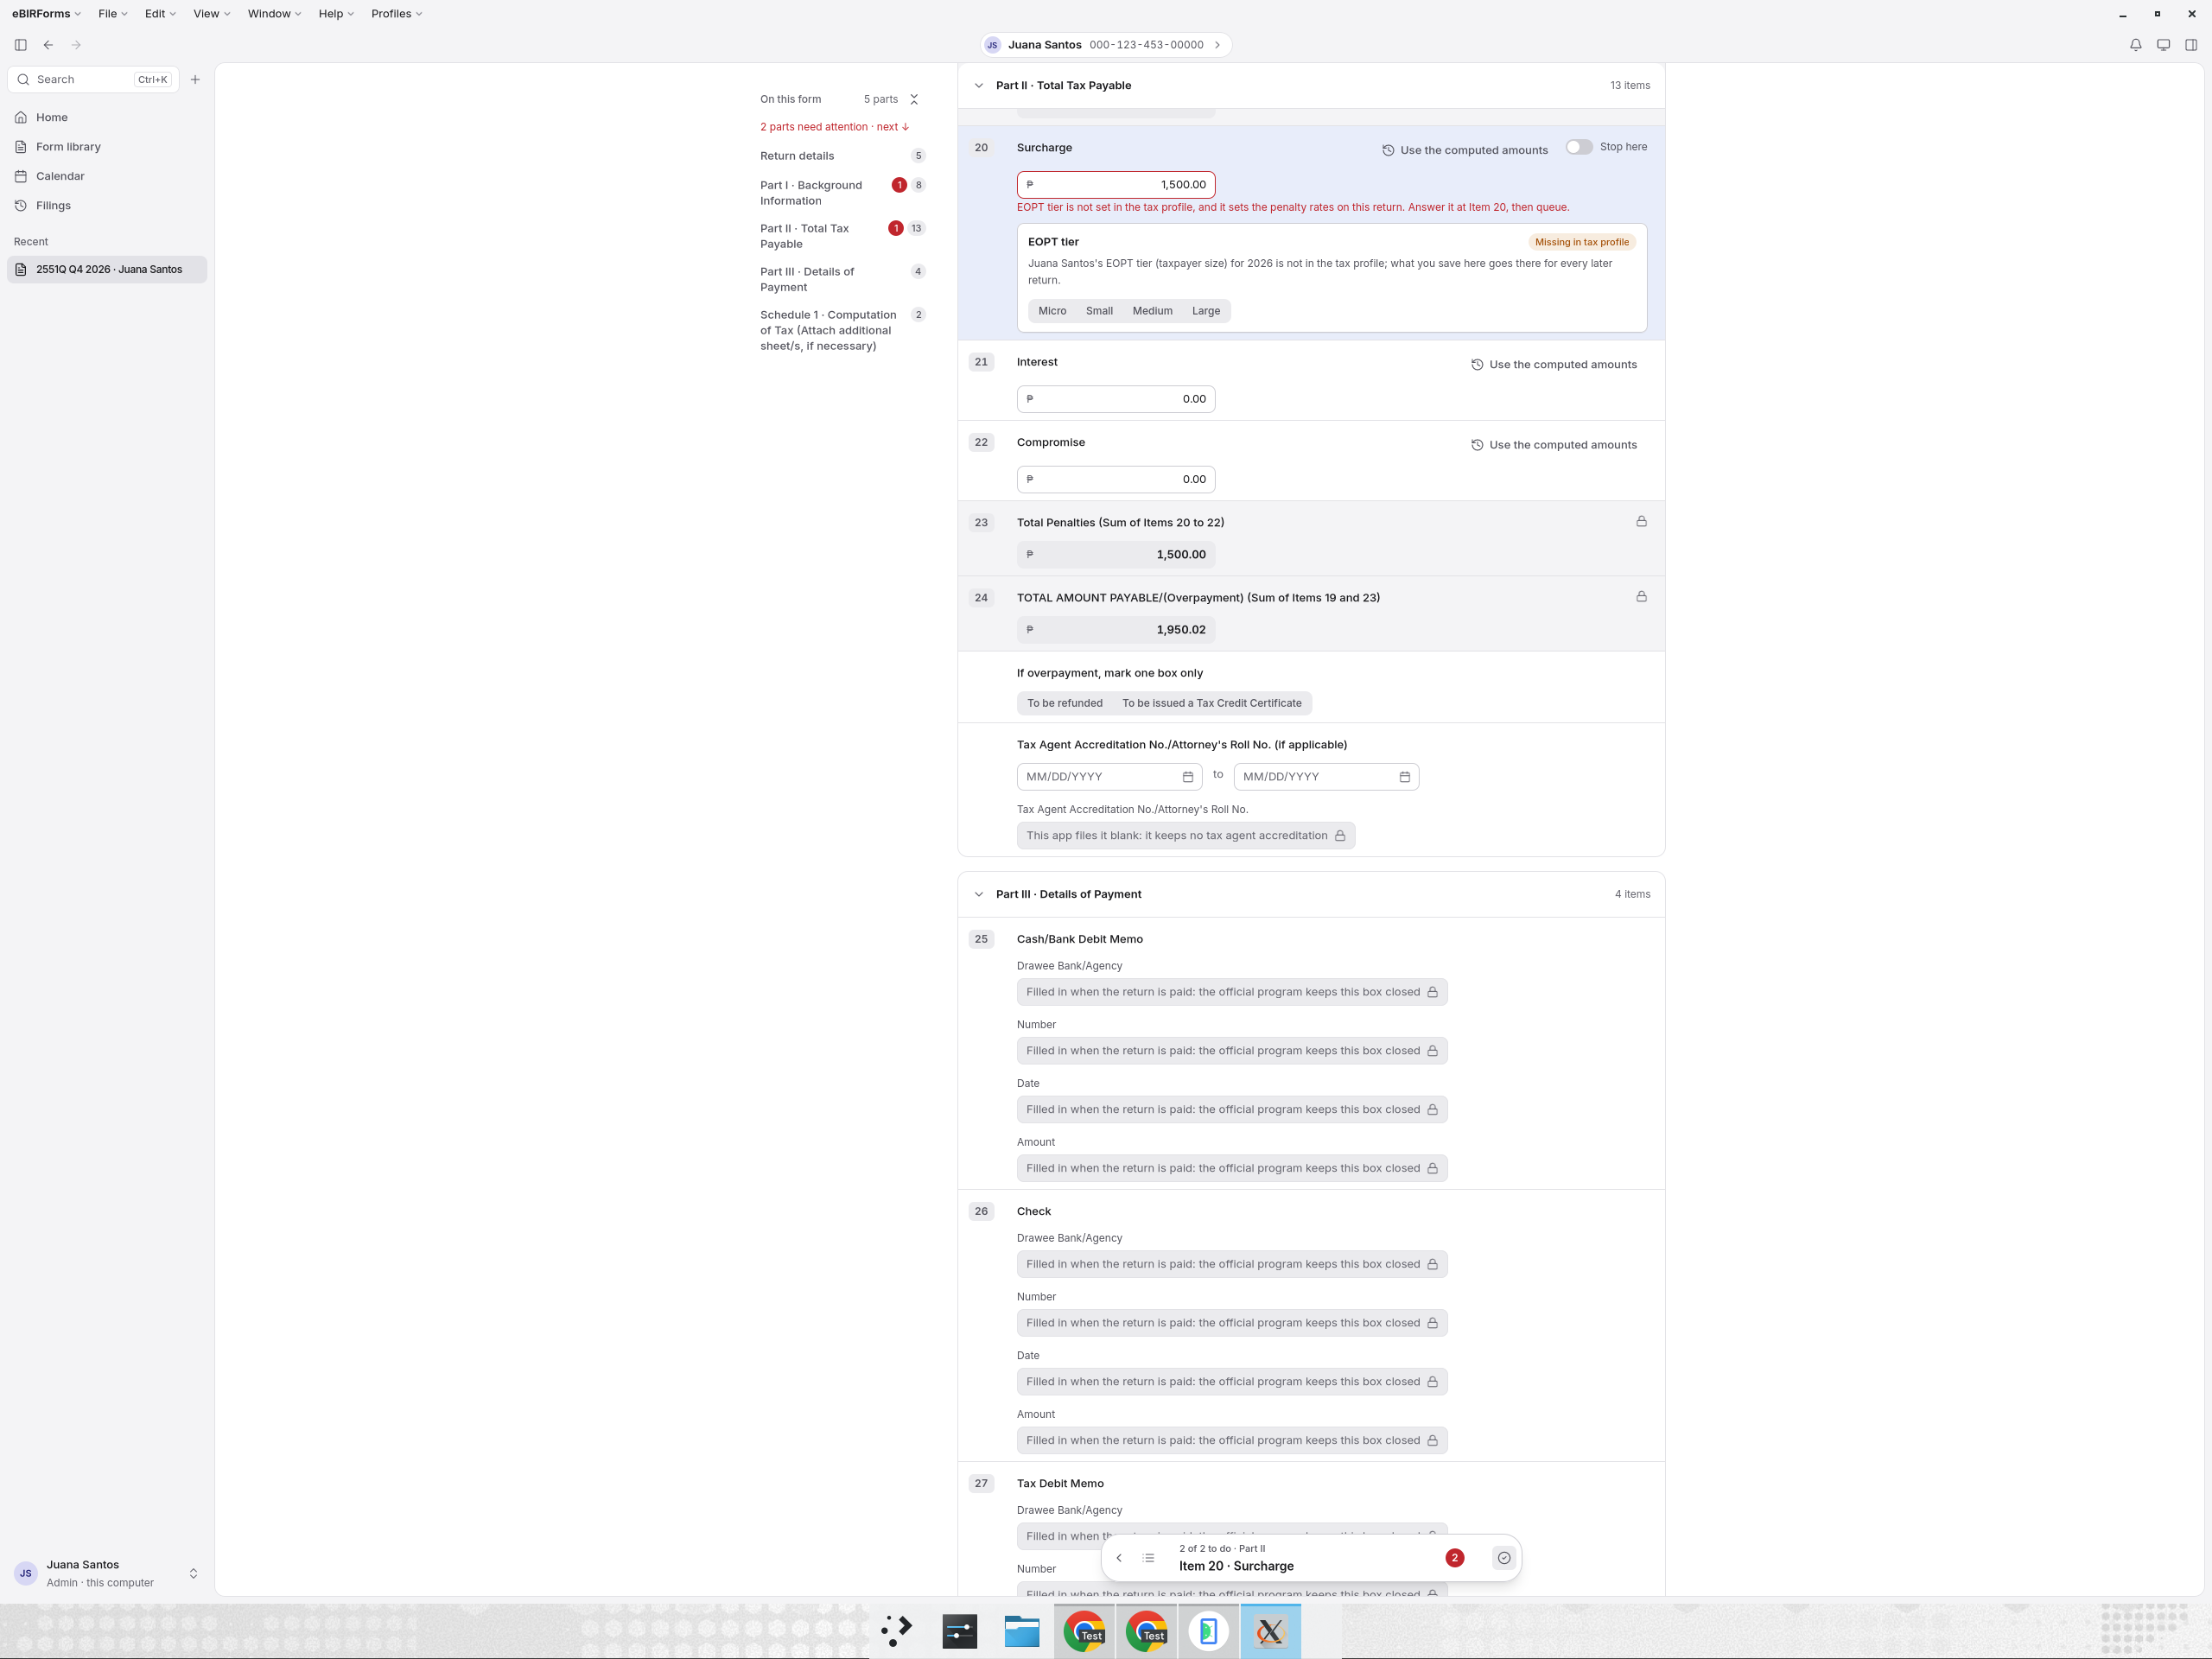 eBIRForms File Edit View Window Help Profiles
JS Juana Santos 000-123-453-00000
Search Ctrl+K
Home
Form library
Calendar
Filings
Recent
2551Q Q4 2026 · Juana Santos
On this form 5 parts
2 parts need attention · next ↓
Return details 5
Part I · Background 1 8
Information
Part II · Total Tax 1 13
Payable
Part III · Details of 4
Payment
Schedule 1 · Computation 2
of Tax (Attach additional
sheet/s, if necessary)
Part II · Total Tax Payable 13 items
20 Surcharge Use the computed amounts Stop here
₱ 1,500.00
EOPT tier is not set in the tax profile, and it sets the penalty rates on this return. Answer it at Item 20, then queue.
EOPT tier Missing in tax profile
Juana Santos's EOPT tier (taxpayer size) for 2026 is not in the tax profile; what you save here goes there for every later
return.
Micro Small Medium Large
21 Interest Use the computed amounts
₱ 0.00
22 Compromise Use the computed amounts
₱ 0.00
23 Total Penalties (Sum of Items 20 to 22)
₱ 1,500.00
24 TOTAL AMOUNT PAYABLE/(Overpayment) (Sum of Items 19 and 23)
₱ 1,950.02
If overpayment, mark one box only
To be refunded To be issued a Tax Credit Certificate
Tax Agent Accreditation No./Attorney's Roll No. (if applicable)
MM/DD/YYYY to MM/DD/YYYY
Tax Agent Accreditation No./Attorney's Roll No.
This app files it blank: it keeps no tax agent accreditation
Part III · Details of Payment 4 items
25 Cash/Bank Debit Memo
Drawee Bank/Agency
Filled in when the return is paid: the official program keeps this box closed
Number
Filled in when the return is paid: the official program keeps this box closed
Date
Filled in when the return is paid: the official program keeps this box closed
Amount
Filled in when the return is paid: the official program keeps this box closed
26 Check
Drawee Bank/Agency
Filled in when the return is paid: the official program keeps this box closed
Number
Filled in when the return is paid: the official program keeps this box closed
Date
Filled in when the return is paid: the official program keeps this box closed
Amount
Filled in when the return is paid: the official program keeps this box closed
27 Tax Debit Memo
Drawee Bank/Agency
Filled in when
Number
2 of 2 to do · Part II
Item 20 · Surcharge 2
JS Juana Santos
Admin · this computer
Test Test